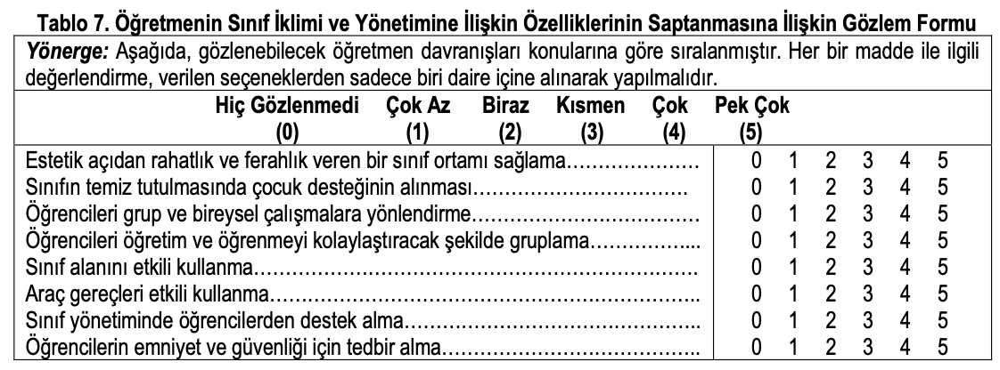 Tablo 7. Öğretmenin Sınıf İklimi ve Yönetimine İlişkin Özelliklerinin Saptanmasına İlişkin Gözlem Formu
Yönerge: Aşağıda, gözlenebilecek öğretmen davranışları konularına göre sıralanmıştır. Her bir madde ile ilgili
değerlendirme, verilen seçeneklerden sadece biri daire içine alınarak yapılmalıdır.
Hiç Gözlenmedi Çok Az Biraz Kısmen Çok Pek Çok
(0) (1) (2) (3) (4) (5)
Estetik açıdan rahatlık ve ferahlık veren bir sınıf ortamı sağlama………………… 0 1 2 3 4 5
Sınıfın temiz tutulmasında çocuk desteğinin alınması…………………………. 0 1 2 3 4 5
Öğrencileri grup ve bireysel çalışmalara yönlendirme…………………………… 0 1 2 3 4 5
Öğrencileri öğretim ve öğrenmeyi kolaylaştıracak şekilde gruplama………….... 0 1 2 3 4 5
Sınıf alanını etkili kullanma……………………………………………………. 0 1 2 3 4 5
Araç gereçleri etkili kullanma………………………………………………….. 0 1 2 3 4 5
Sınıf yönetiminde öğrencilerden destek alma………………………………….. 0 1 2 3 4 5
Öğrencilerin emniyet ve güvenliği için tedbir alma…………………………….. 0 1 2 3 4 5